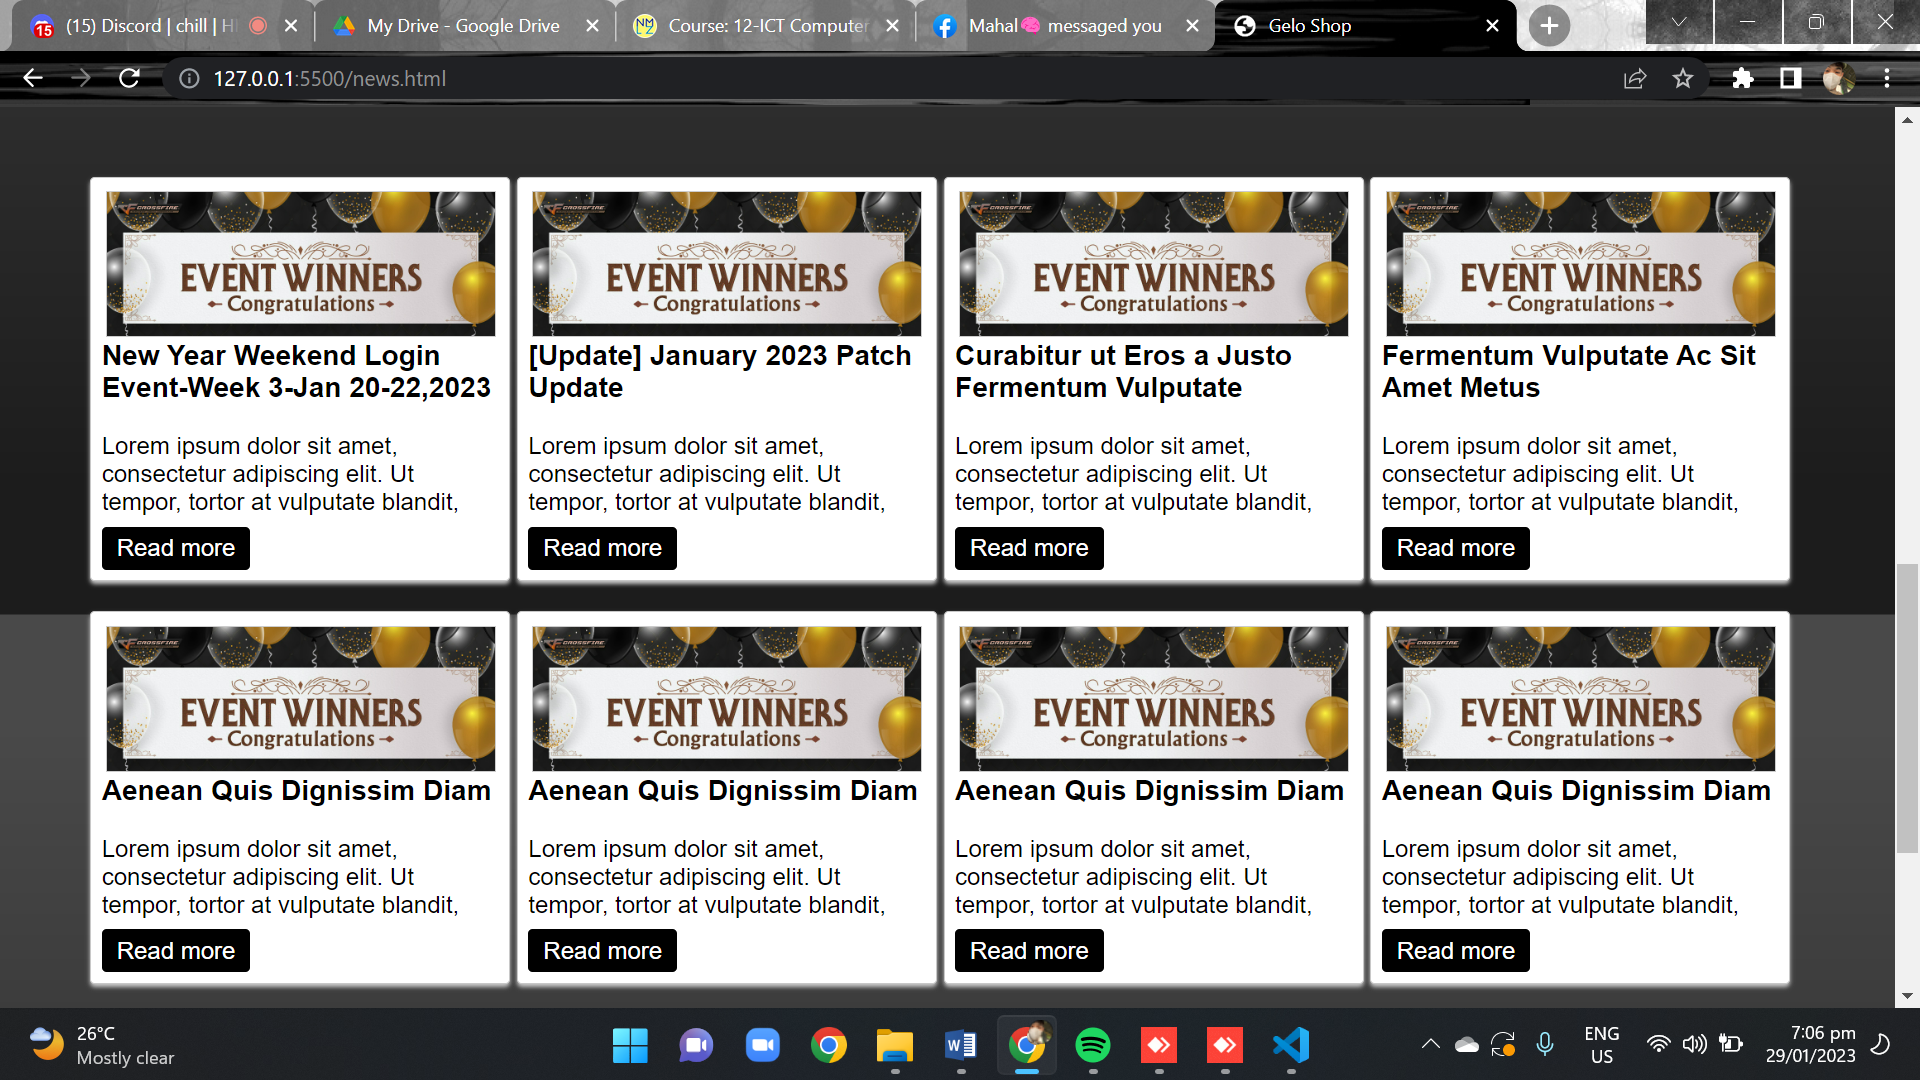 (15) Discord | chill | H
My Drive - Google Drive
Course: 12-ICT Computer
Mahal🧠 messaged you
Gelo Shop
127.0.0.1:5500/news.html
CROSSFIRE
EVENT WINNERS
Congratulations
New Year Weekend Login
Event-Week 3-Jan 20-22,2023
Lorem ipsum dolor sit amet,
consectetur adipiscing elit. Ut
tempor, tortor at vulputate blandit,
Read more
CROSSFIRE
EVENT WINNERS
Congratulations
[Update] January 2023 Patch
Update
Lorem ipsum dolor sit amet,
consectetur adipiscing elit. Ut
tempor, tortor at vulputate blandit,
Read more
CROSSFIRE
EVENT WINNERS
Congratulations
Curabitur ut Eros a Justo
Fermentum Vulputate
Lorem ipsum dolor sit amet,
consectetur adipiscing elit. Ut
tempor, tortor at vulputate blandit,
Read more
CROSSFIRE
EVENT WINNERS
Congratulations
Fermentum Vulputate Ac Sit
Amet Metus
Lorem ipsum dolor sit amet,
consectetur adipiscing elit. Ut
tempor, tortor at vulputate blandit,
Read more
CROSSFIRE
EVENT WINNERS
Congratulations
Aenean Quis Dignissim Diam
Lorem ipsum dolor sit amet,
consectetur adipiscing elit. Ut
tempor, tortor at vulputate blandit,
Read more
CROSSFIRE
EVENT WINNERS
Congratulations
Aenean Quis Dignissim Diam
Lorem ipsum dolor sit amet,
consectetur adipiscing elit. Ut
tempor, tortor at vulputate blandit,
Read more
CROSSFIRE
EVENT WINNERS
Congratulations
Aenean Quis Dignissim Diam
Lorem ipsum dolor sit amet,
consectetur adipiscing elit. Ut
tempor, tortor at vulputate blandit,
Read more
CROSSFIRE
EVENT WINNERS
Congratulations
Aenean Quis Dignissim Diam
Lorem ipsum dolor sit amet,
consectetur adipiscing elit. Ut
tempor, tortor at vulputate blandit,
Read more
26°C
Mostly clear
ENG
US
7:06 pm
29/01/2023